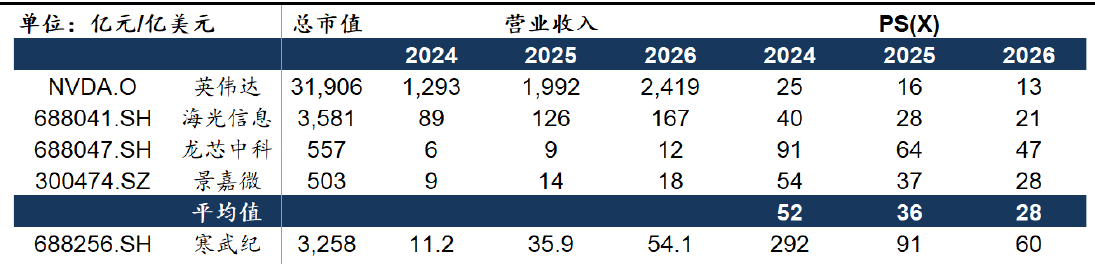 单位：亿元/亿美元 总市值 营业收入 PS(X)
2024 2025 2026 2024 2025 2026
NVDA.O 英伟达 31,906 1,293 1,992 2,419 25 16 13
688041.SH 海光信息 3,581 89 126 167 40 28 21
688047.SH 龙芯中科 557 6 9 12 91 64 47
300474.SZ 景嘉微 503 9 14 18 54 37 28
平均值 52 36 28
688256.SH 寒武纪 3,258 11.2 35.9 54.1 292 91 60